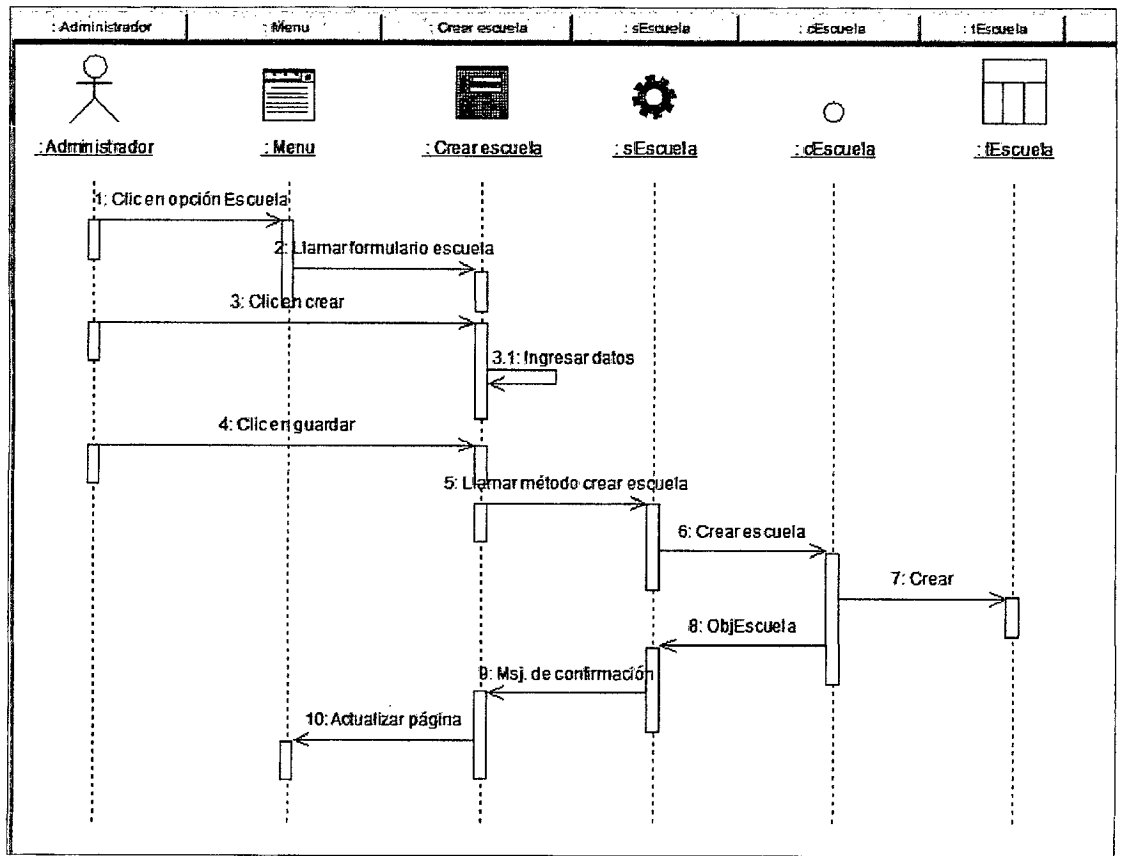 : Administrador : Menu : Crear escuela : sEscuela : cEscuela : tEscuela
: Administrador : Menu : Crear escuela : sEscuela : cEscuela : tEscuela
1: Clic en opción Escuela
2: Llamar formulario escuela
3: Clic en crear
3.1: Ingresar datos
4: Clic en guardar
5: Llamar método crear escuela
6: Crear escuela
7: Crear
8: ObjEscuela
9: Msj. de confirmación
10: Actualizar página